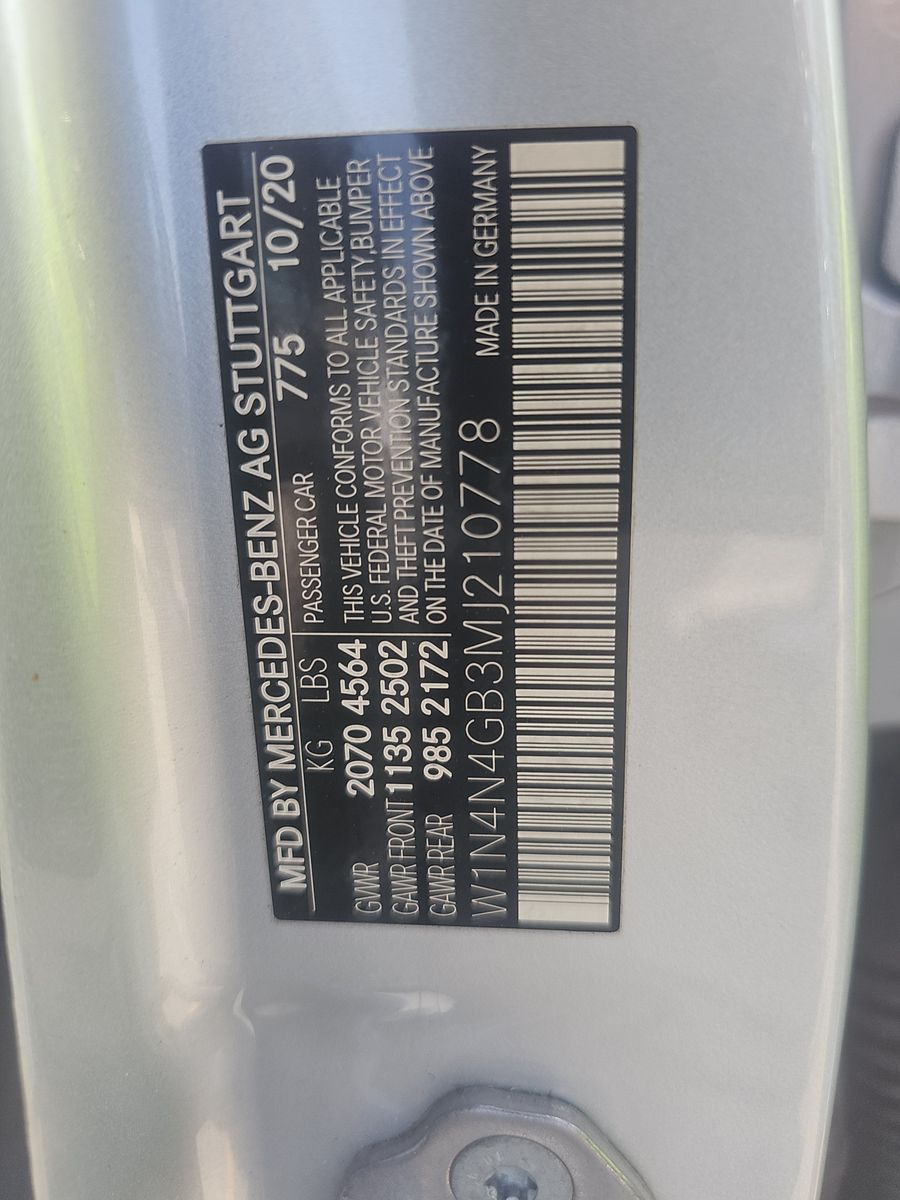 MFD BY MERCEDES-BENZ AG STUTTGART
KG LBS PASSENGER CAR 775 10/20
GVWR 2070 4564 THIS VEHICLE CONFORMS TO ALL APPLICABLE
GAWR FRONT 1135 2502 U.S. FEDERAL MOTOR VEHICLE SAFETY,BUMPER
GAWR REAR 985 2172 AND THEFT PREVENTION STANDARDS IN EFFECT
ON THE DATE OF MANUFACTURE SHOWN ABOVE
W1N4N4GB3MJ210778 MADE IN GERMANY